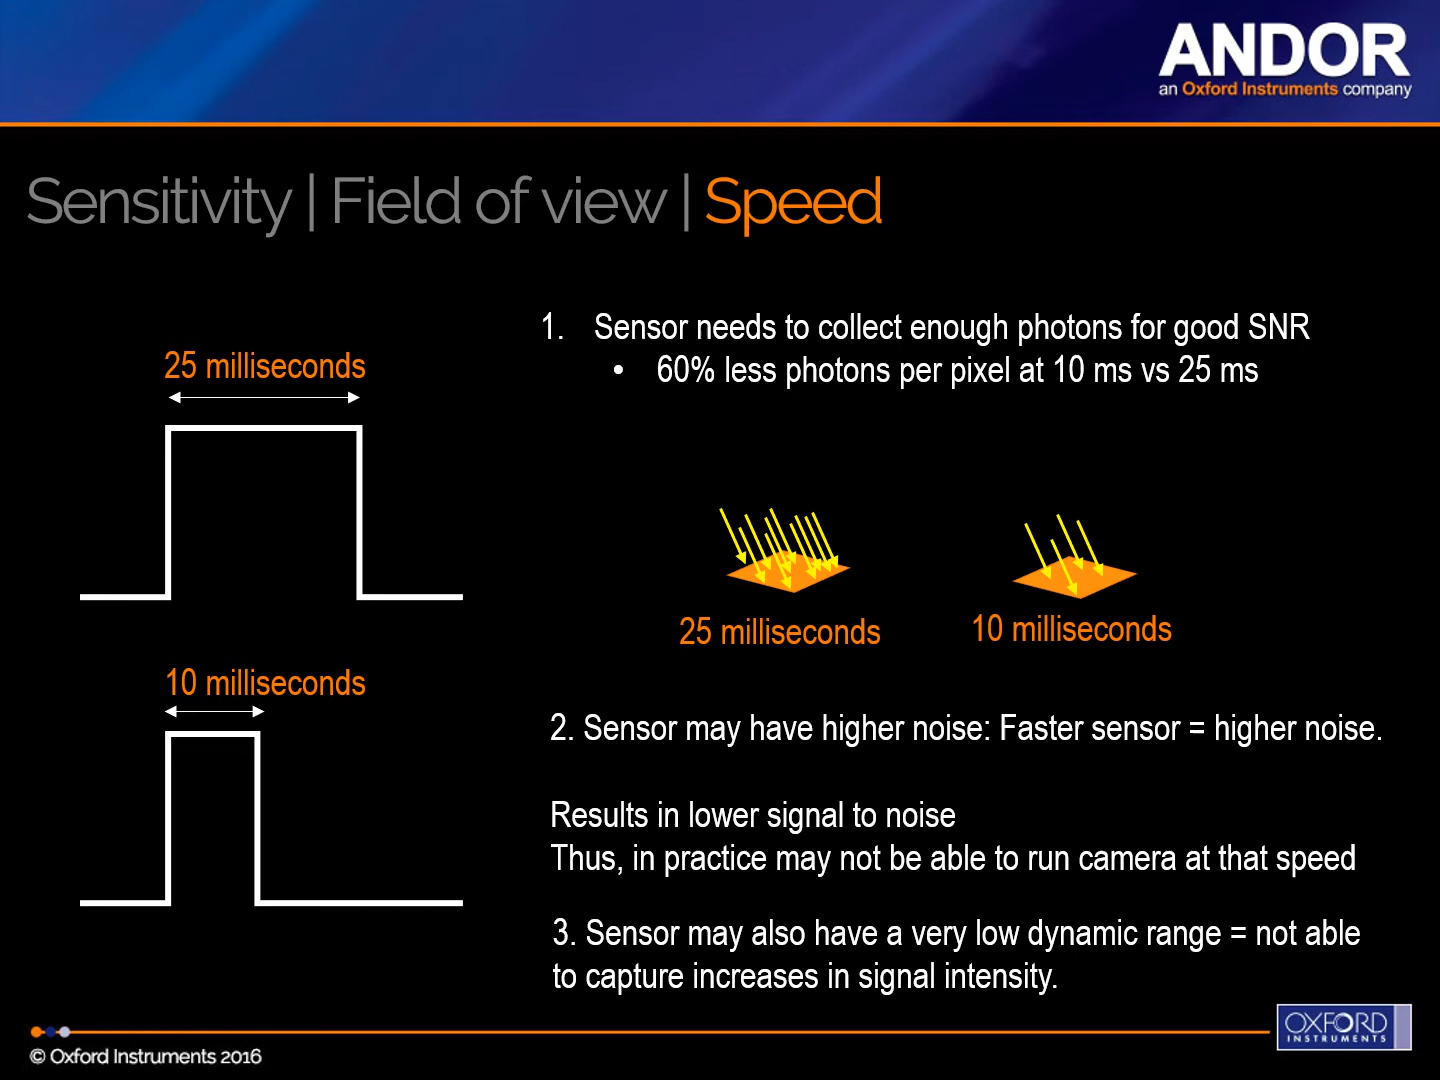 ANDOR
an Oxford Instruments company
Sensitivity | Field of view | Speed
25 milliseconds
10 milliseconds
1. Sensor needs to collect enough photons for good SNR
• 60% less photons per pixel at 10 ms vs 25 ms
25 milliseconds
10 milliseconds
2. Sensor may have higher noise: Faster sensor = higher noise.
Results in lower signal to noise
Thus, in practice may not be able to run camera at that speed
3. Sensor may also have a very low dynamic range = not able
to capture increases in signal intensity.
© Oxford Instruments 2016
OXFORD
INSTRUMENTS